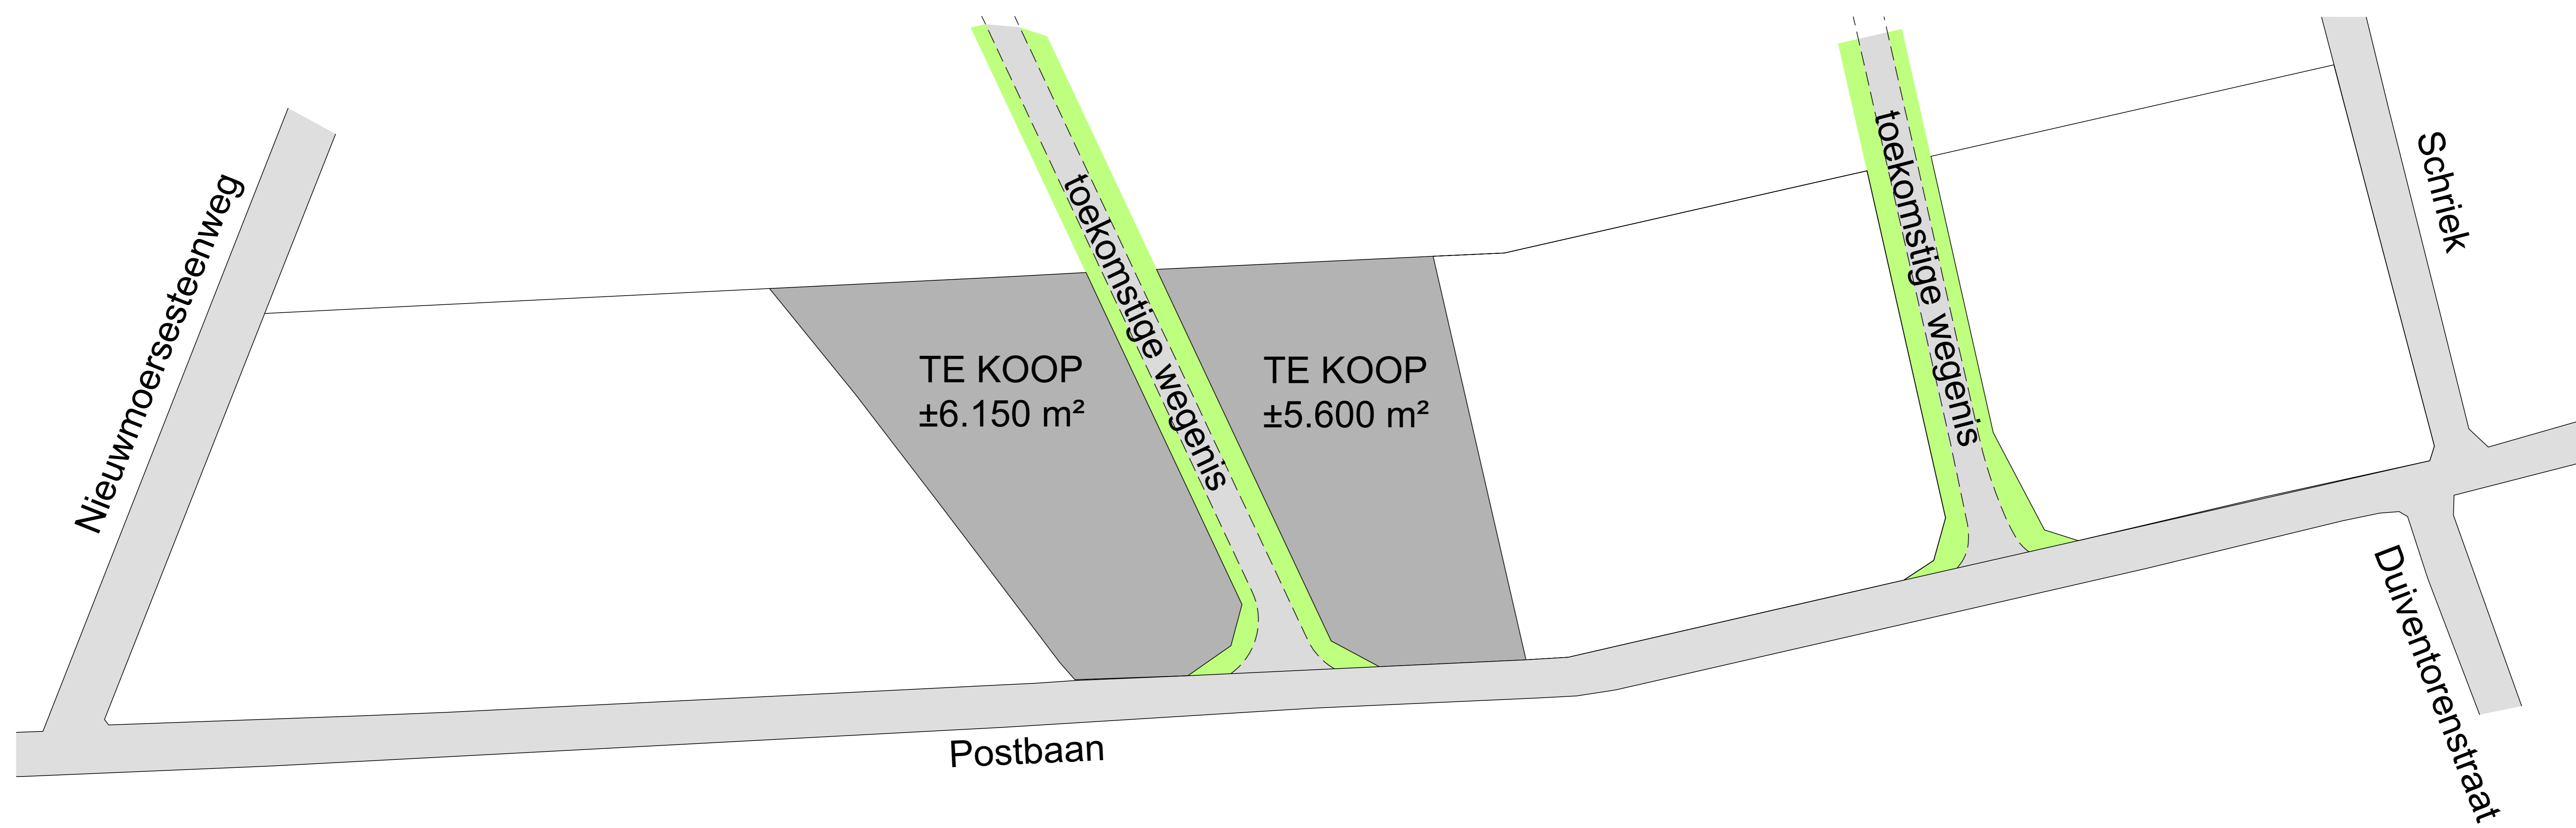 Nieuwmoersesteenweg
toekomstige wegenis
TE KOOP
±6.150 m²
TE KOOP
±5.600 m²
toekomstige wegenis
Schriek
Duiventorenstraat
Postbaan